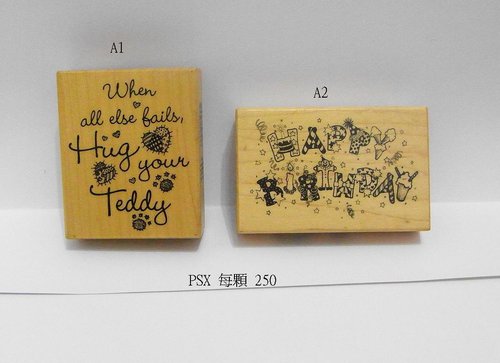 A1
When
all else fails,
Hug your
Teddy
A2
HAPPY
BIRTHDAY
PSX 每顆 250